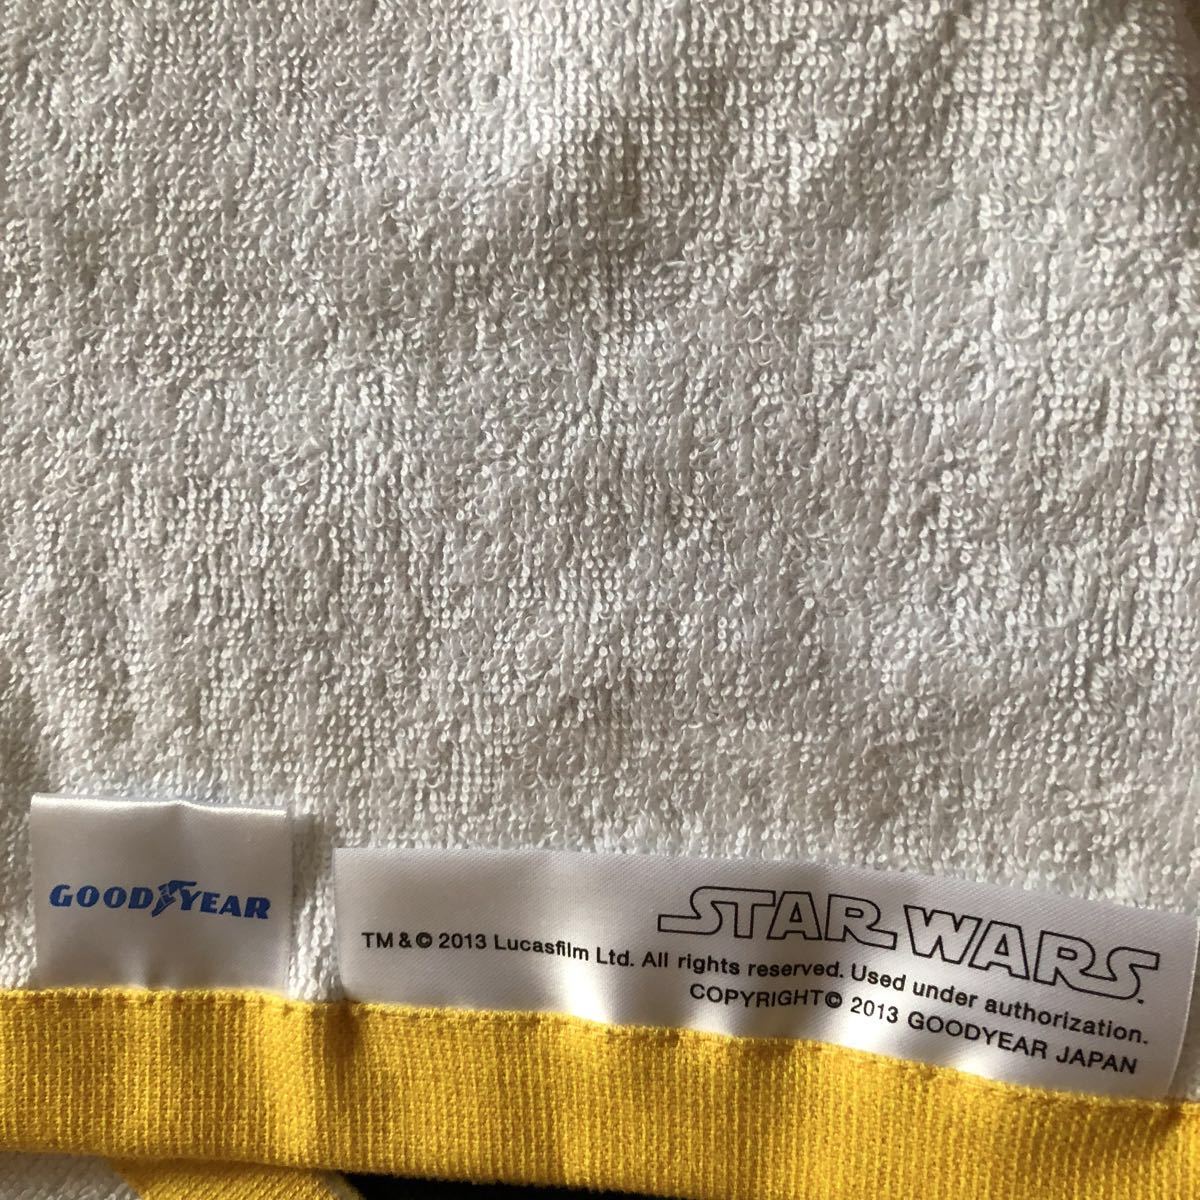 GOODYEAR
STAR WARS
TM & © 2013 Lucasfilm Ltd. All rights reserved. Used under authorization.
COPYRIGHT© 2013 GOODYEAR JAPAN